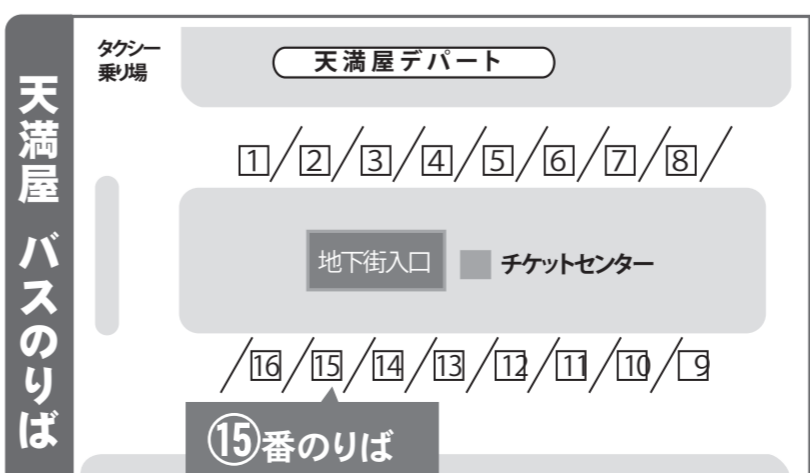 天満屋 バスのりば
タクシー
乗り場
天満屋デパート
1 2 3 4 5 6 7 8
地下街入口
チケットセンター
16 15 14 13 12 11 10 9
⑮番のりば